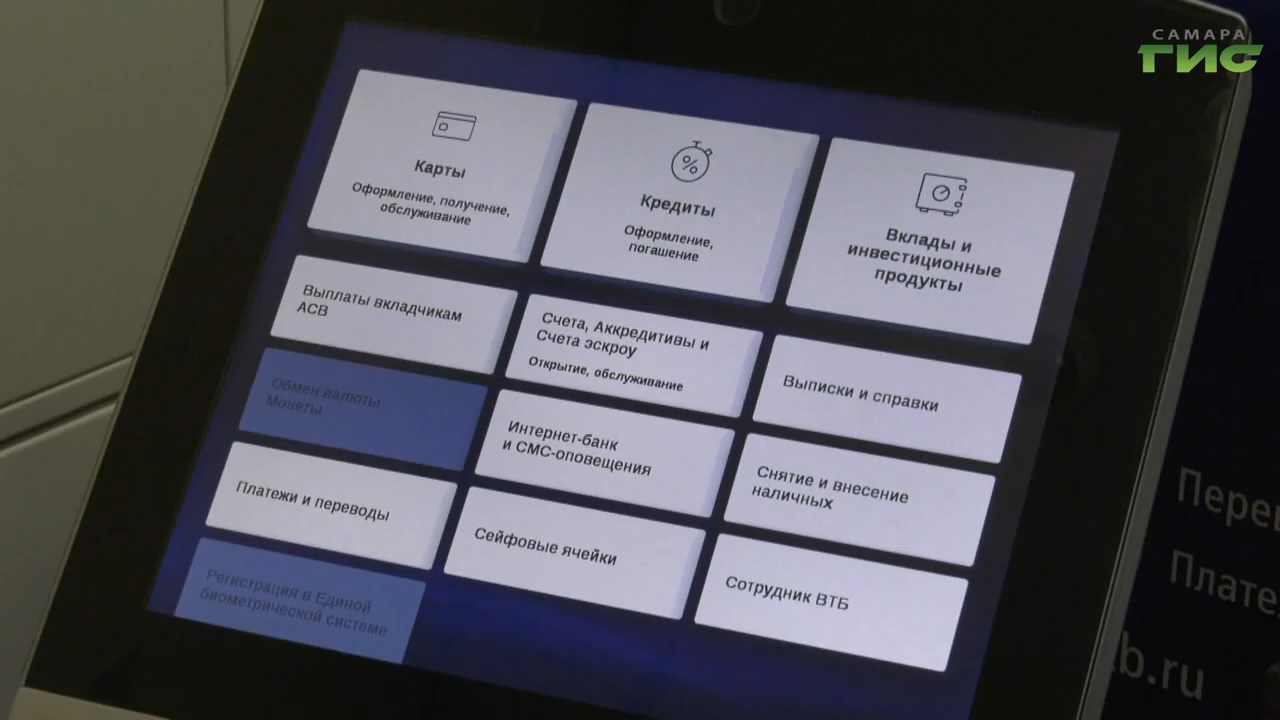 САМАРА
ГИС
Карты
Оформление, получение,
обслуживание
Кредиты
Оформление,
погашение
Вклады и
инвестиционные
продукты
Выплаты вкладчикам
АСВ
Счета, Аккредитивы и
Счета эскроу
Открытие, обслуживание
Выписки и справки
Обмен валюты
Монеты
Интернет-банк
и СМС-оповещения
Снятие и внесение
наличных
Платежи и переводы
Сейфовые ячейки
Сотрудник ВТБ
Регистрация в Единой
биометрической системе
b.ru